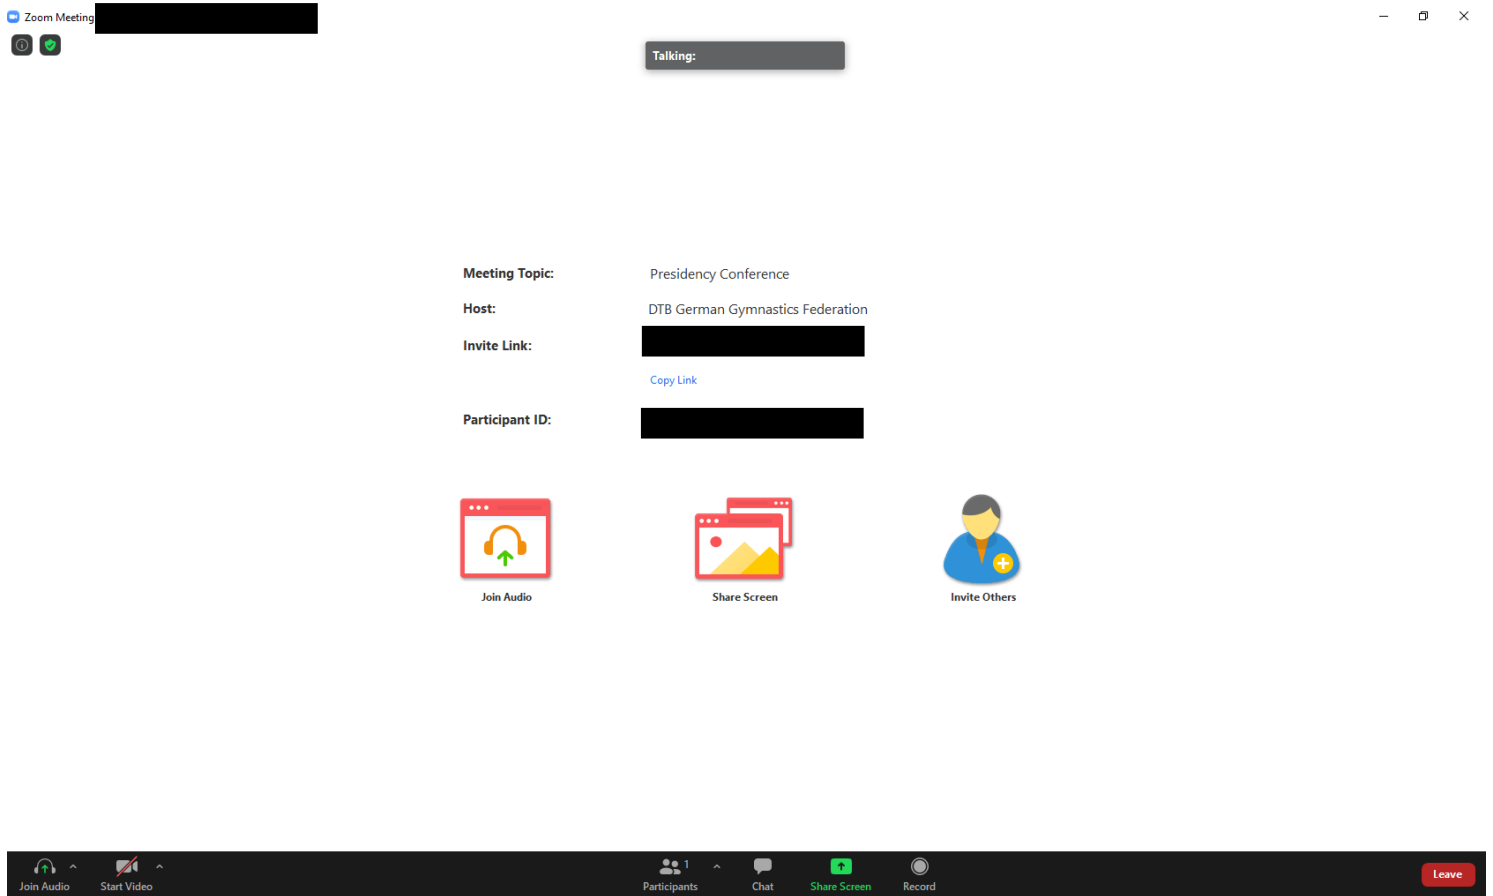 Zoom Meeting
Talking:
Meeting Topic: Presidency Conference
Host: DTB German Gymnastics Federation
Invite Link:
Copy Link
Participant ID:
Join Audio Share Screen Invite Others
1
Join Audio Start Video Participants Chat Share Screen Record Leave